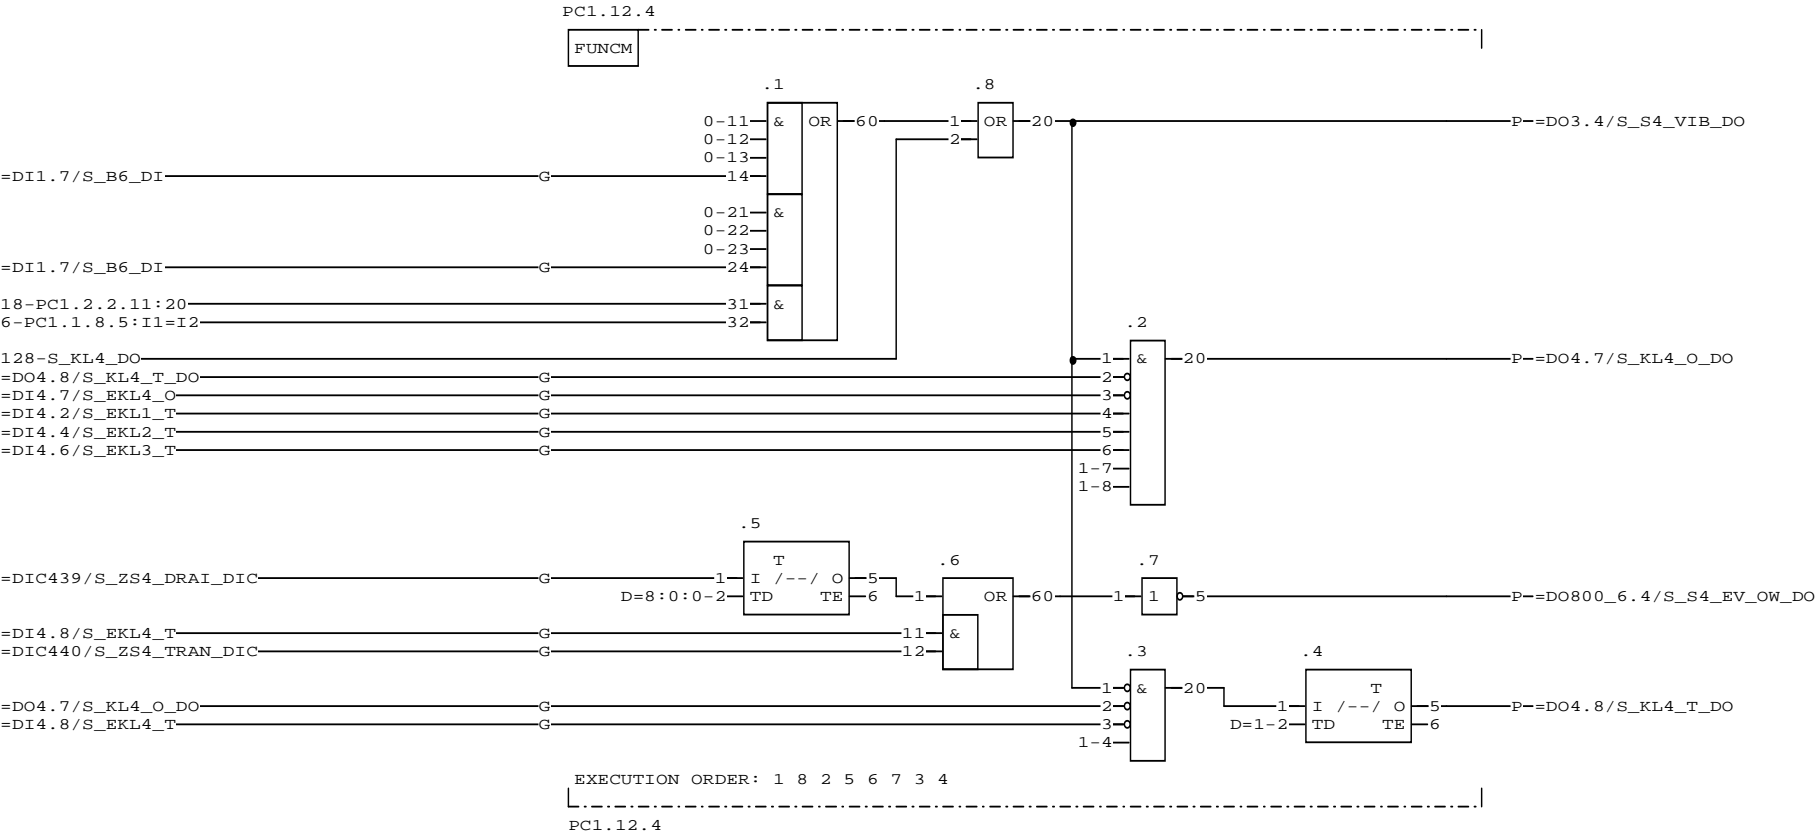 PC1.12.4
FUNCM
.1 .8
0-11 & OR 60 1 OR 20 P-=DO3.4/S_S4_VIB_DO
0-12 2
0-13
=DI1.7/S_B6_DI G 14
0-21 &
0-22
0-23
=DI1.7/S_B6_DI G 24
18-PC1.2.2.11:20 31 &
6-PC1.1.8.5:I1=I2 32
.2
128-S_KL4_DO 1 & 20 P-=DO4.7/S_KL4_O_DO
=DO4.8/S_KL4_T_DO G 2
=DI4.7/S_EKL4_O G 3
=DI4.2/S_EKL1_T G 4
=DI4.4/S_EKL2_T G 5
=DI4.6/S_EKL3_T G 6
1-7
1-8
.5
T .6 .7
=DIC439/S_ZS4_DRAI_DIC G 1 I /--/ O 5
D=8:0:0-2 TD TE 6 1 OR 60 1 1 5 P-=DO800_6.4/S_S4_EV_OW_DO
=DI4.8/S_EKL4_T G 11 &
=DIC440/S_ZS4_TRAN_DIC G 12
.3 .4
1 & 20 T
=DO4.7/S_KL4_O_DO G 2 1 I /--/ O 5 P-=DO4.8/S_KL4_T_DO
=DI4.8/S_EKL4_T G 3 D=1-2 TD TE 6
1-4
EXECUTION ORDER: 1 8 2 5 6 7 3 4
PC1.12.4